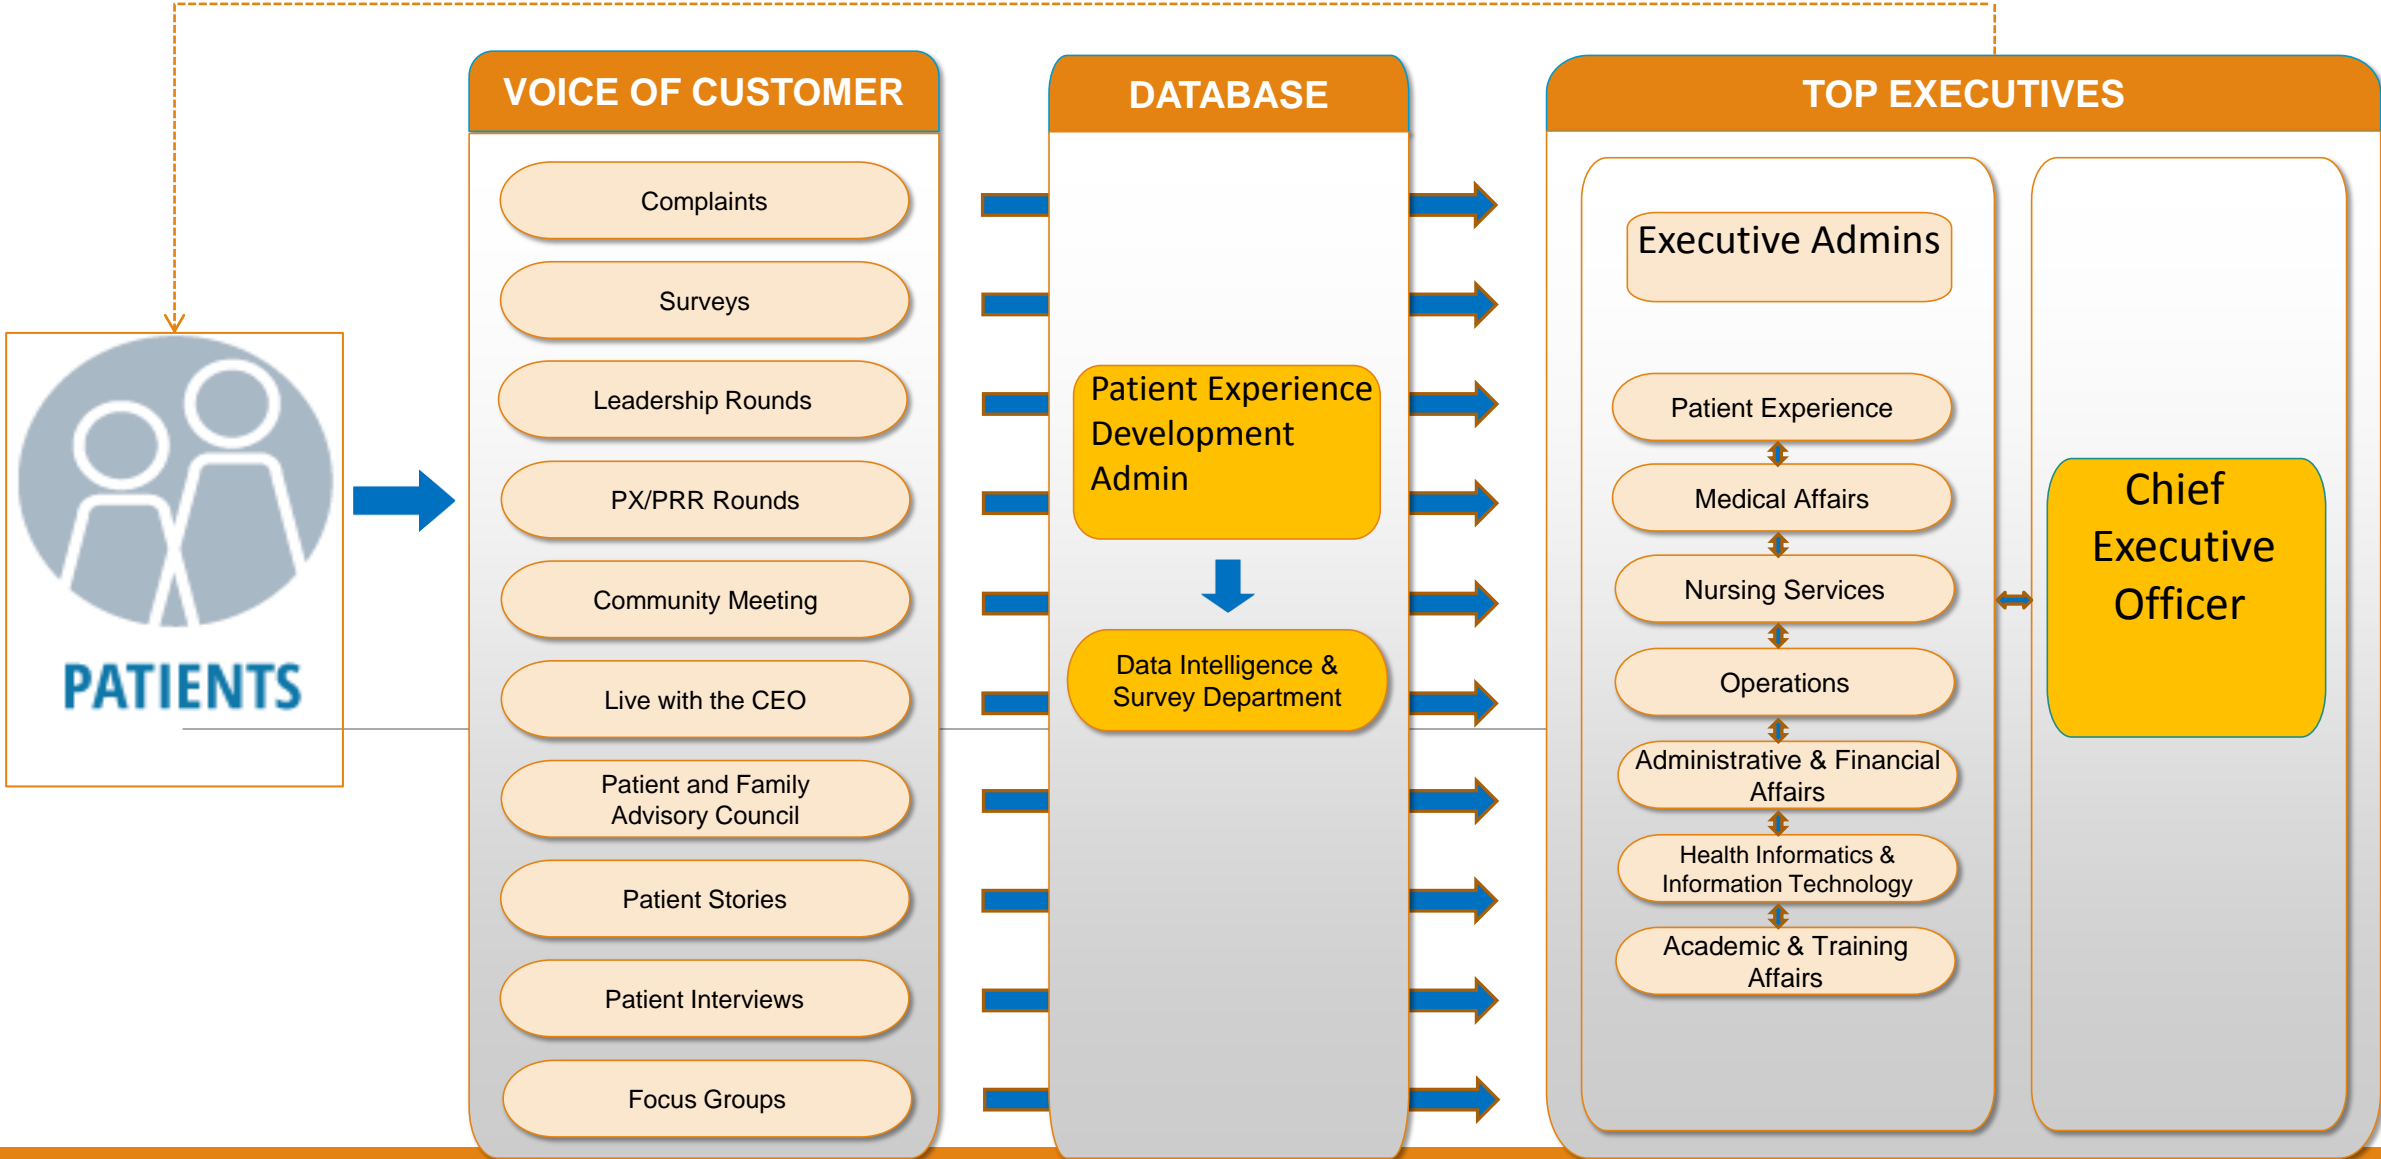 VOICE OF CUSTOMER
DATABASE
TOP EXECUTIVES
PATIENTS
Complaints
Surveys
Leadership Rounds
PX/PRR Rounds
Community Meeting
Live with the CEO
Patient and Family
Advisory Council
Patient Stories
Patient Interviews
Focus Groups
Patient Experience
Development
Admin
Data Intelligence &
Survey Department
Executive Admins
Patient Experience
Medical Affairs
Nursing Services
Operations
Administrative & Financial
Affairs
Health Informatics &
Information Technology
Academic & Training
Affairs
Chief
Executive
Officer